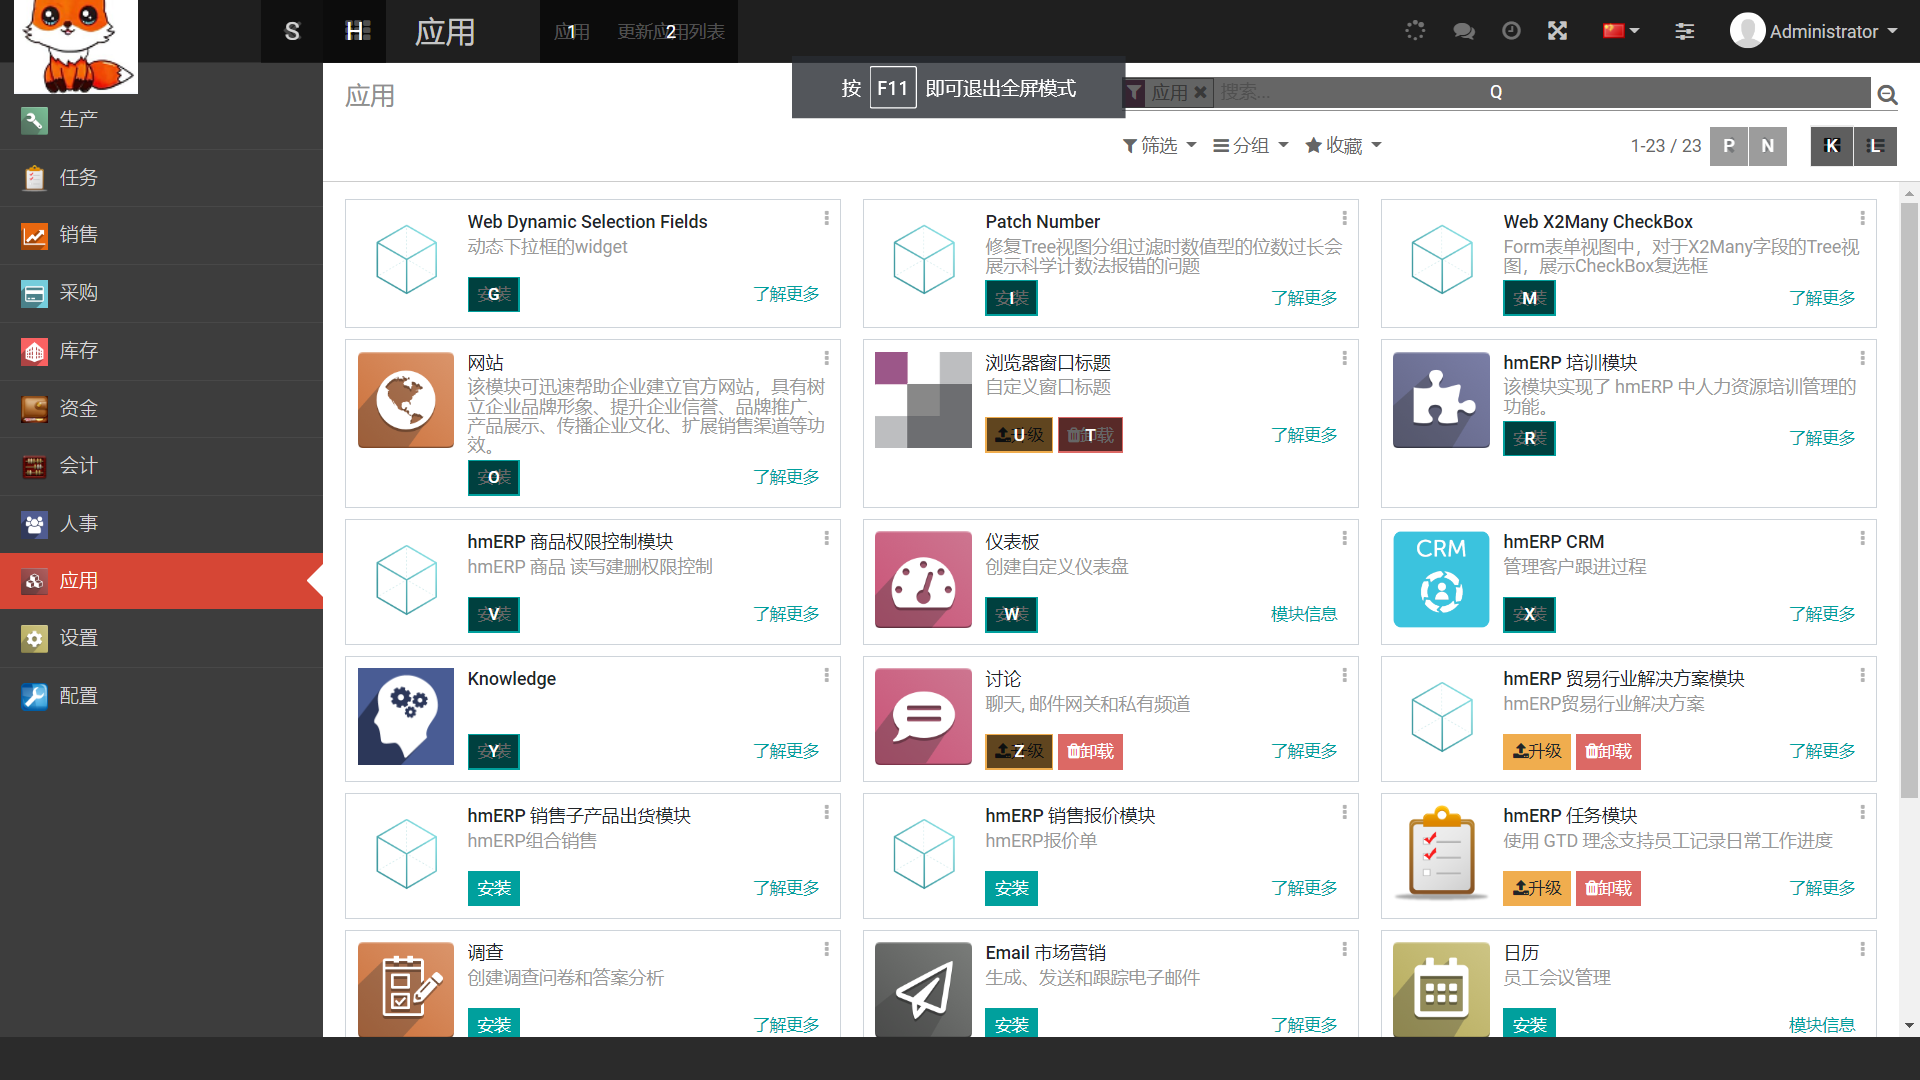 S
H
应用
应用 1
更新应用列表 2
Administrator
生产
任务
销售
采购
库存
资金
会计
人事
应用
设置
配置
应用
按 F11 即可退出全屏模式
应用 ✖ 搜索... Q
筛选 分组 收藏
1-23 / 23 P N K L
Web Dynamic Selection Fields
动态下拉框的widget
安装 G
了解更多
Patch Number
修复Tree视图分组过滤时数值型的位数过长会
展示科学计数法报错的问题
安装 I
了解更多
Web X2Many CheckBox
Form表单视图中，对于X2Many字段的Tree视
图，展示CheckBox复选框
安装 M
了解更多
网站
该模块可迅速帮助企业建立官方网站，具有树
立企业品牌形象、提升企业信誉、品牌推广、
产品展示、传播企业文化、扩展销售渠道等功
效。
安装 O
了解更多
浏览器窗口标题
自定义窗口标题
升级 U
卸载 T
了解更多
hmERP 培训模块
该模块实现了 hmERP 中人力资源培训管理的
功能。
安装 R
了解更多
hmERP 商品权限控制模块
hmERP 商品 读写建删权限控制
安装 V
了解更多
仪表板
创建自定义仪表盘
安装 W
模块信息
CRM
hmERP CRM
管理客户跟进过程
安装 X
了解更多
Knowledge
安装 Y
了解更多
讨论
聊天, 邮件网关和私有频道
升级 Z
卸载
了解更多
hmERP 贸易行业解决方案模块
hmERP贸易行业解决方案
升级 卸载
了解更多
hmERP 销售子产品出货模块
hmERP组合销售
安装
了解更多
hmERP 销售报价模块
hmERP报价单
安装
了解更多
hmERP 任务模块
使用 GTD 理念支持员工记录日常工作进度
升级 卸载
了解更多
调查
创建调查问卷和答案分析
安装
了解更多
Email 市场营销
生成、发送和跟踪电子邮件
安装
了解更多
日历
员工会议管理
安装
模块信息